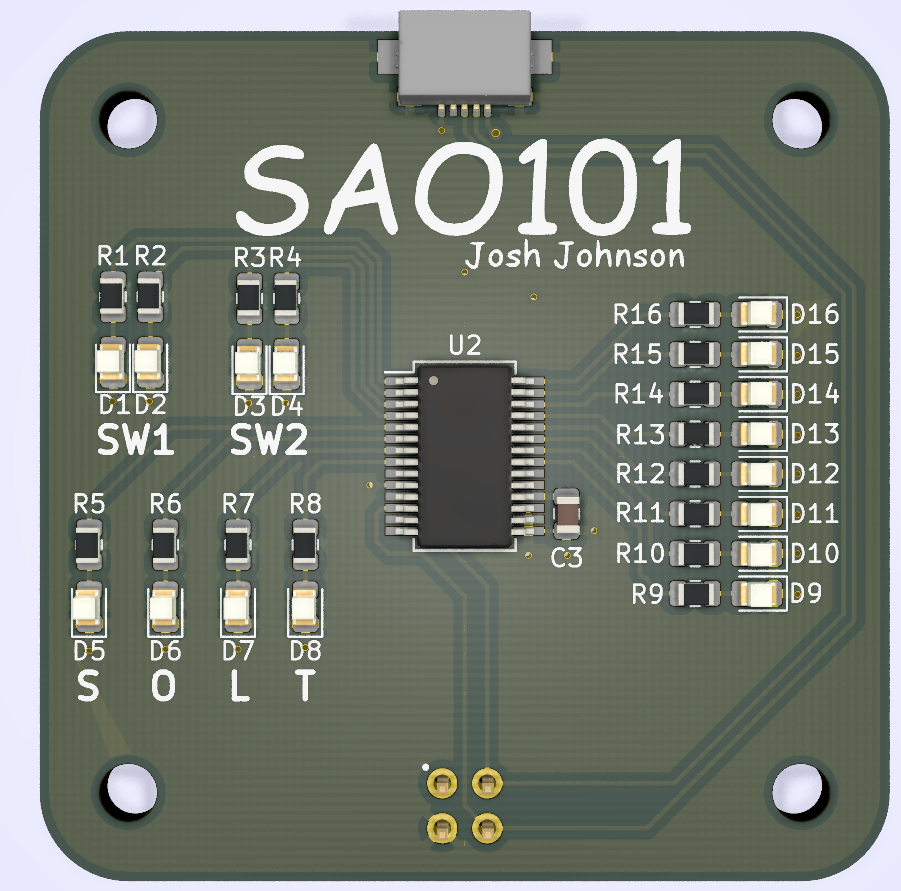 SAO101
Josh Johnson
R1 R2 R3 R4
D1 D2 D3 D4
SW1 SW2
R5 R6 R7 R8
D5 D6 D7 D8
S O L T
U2
C3
R16 D16
R15 D15
R14 D14
R13 D13
R12 D12
R11 D11
R10 D10
R9 D9